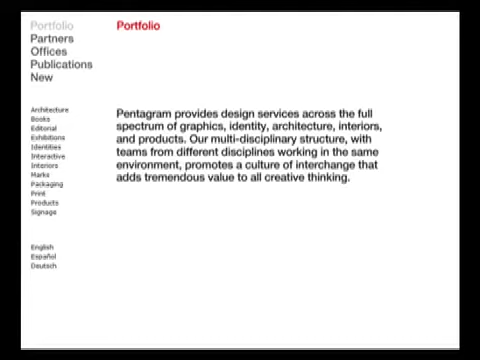 Portfolio
Partners
Offices
Publications
New
Portfolio
Architecture
Books
Editorial
Exhibitions
Identities
Interactive
Interiors
Marks
Packaging
Print
Products
Signage
English
Español
Deutsch
Pentagram provides design services across the full
spectrum of graphics, identity, architecture, interiors,
and products. Our multi-disciplinary structure, with
teams from different disciplines working in the same
environment, promotes a culture of interchange that
adds tremendous value to all creative thinking.